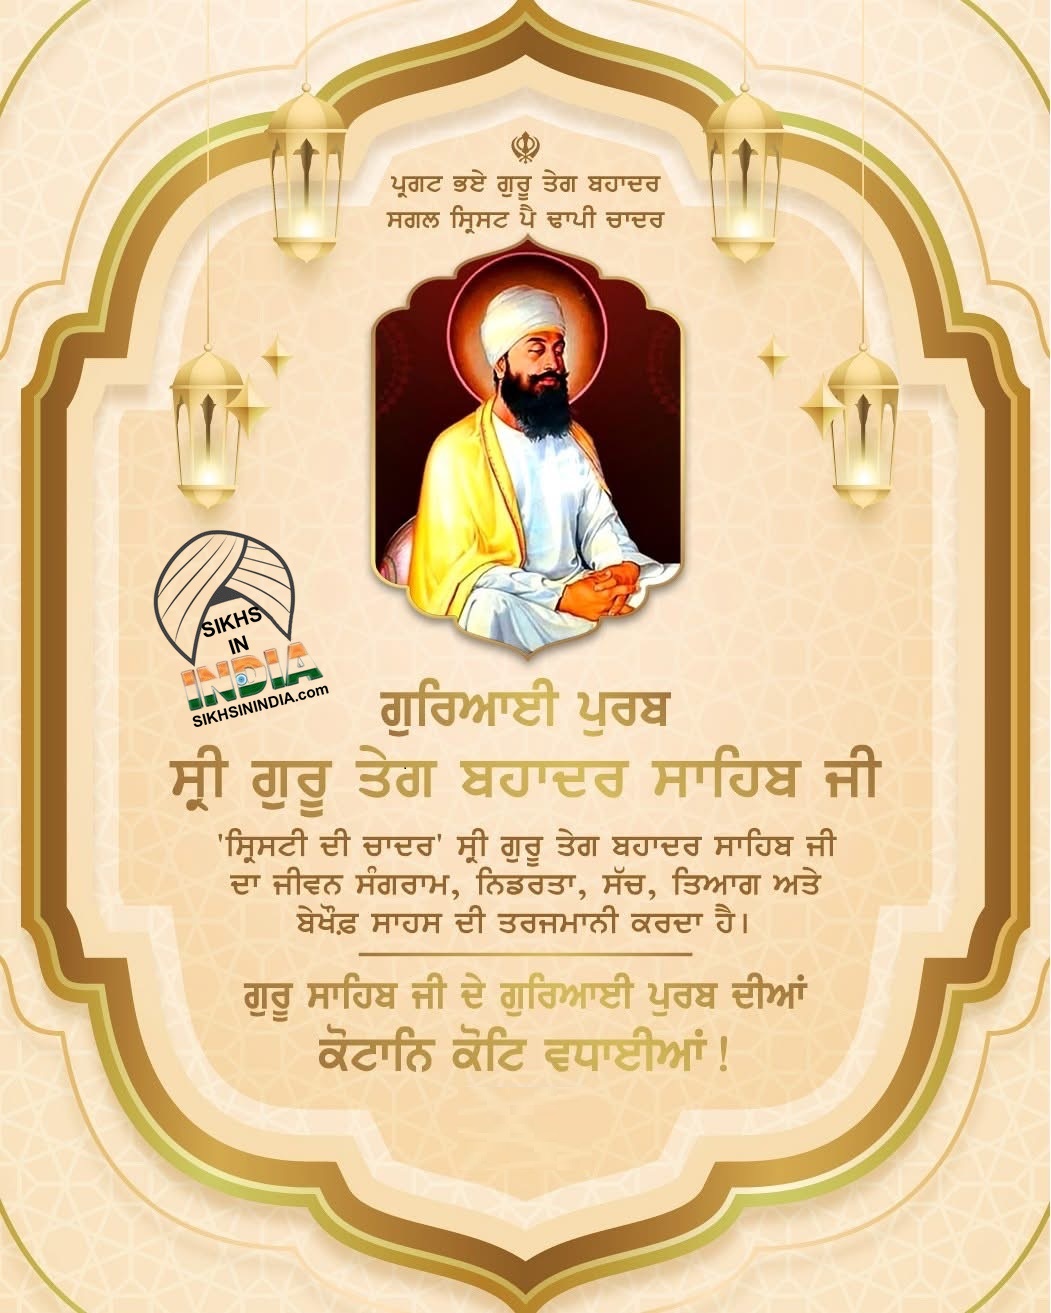 ਪ੍ਰਗਟ ਭਏ ਗੁਰੂ ਤੇਗ ਬਹਾਦਰ
ਸਗਲ ਸ੍ਰਿਸਟ ਪੈ ਢਾਪੀ ਚਾਦਰ
SIKHS
IN
INDIA
SIKHSININDIA.com
ਗੁਰਿਆਈ ਪੁਰਬ
ਸ੍ਰੀ ਗੁਰੂ ਤੇਗ ਬਹਾਦਰ ਸਾਹਿਬ ਜੀ
'ਸ੍ਰਿਸਟੀ ਦੀ ਚਾਦਰ' ਸ੍ਰੀ ਗੁਰੂ ਤੇਗ ਬਹਾਦਰ ਸਾਹਿਬ ਜੀ
ਦਾ ਜੀਵਨ ਸੰਗਰਾਮ, ਨਿਡਰਤਾ, ਸੱਚ, ਤਿਆਗ ਅਤੇ
ਬੇਖੌਫ਼ ਸਾਹਸ ਦੀ ਤਰਜਮਾਨੀ ਕਰਦਾ ਹੈ।
ਗੁਰੂ ਸਾਹਿਬ ਜੀ ਦੇ ਗੁਰਿਆਈ ਪੁਰਬ ਦੀਆਂ
ਕੋਟਾਨਿ ਕੋਟਿ ਵਧਾਈਆਂ !